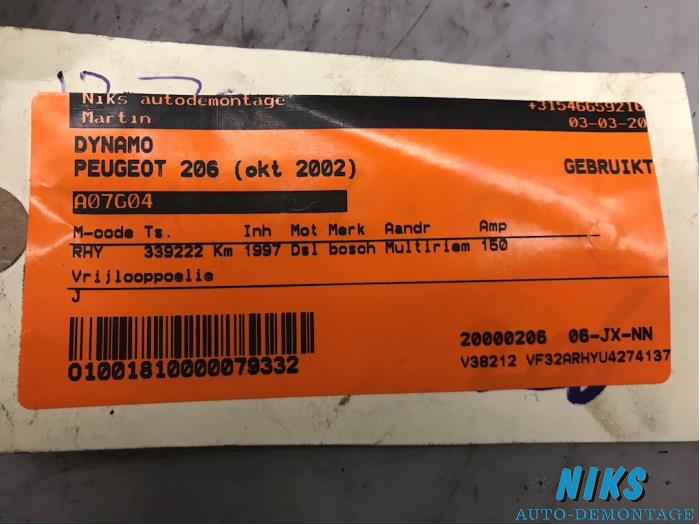 Niks autodemontage
Martin 03-03-20
DYNAMO
PEUGEOT 206 (okt 2002) GEBRUIKT
A07G04
M-code Ts. Inh Mot Merk Aandr Amp
RHY 339222 Km 1997 Dsl bosch Multiriem 150
Vrijlooppoelie
J
01001810000079332
20000206 06-JX-NN
V38212 VF32ARHYU4274137
NIKS
AUTO-DEMONTAGE